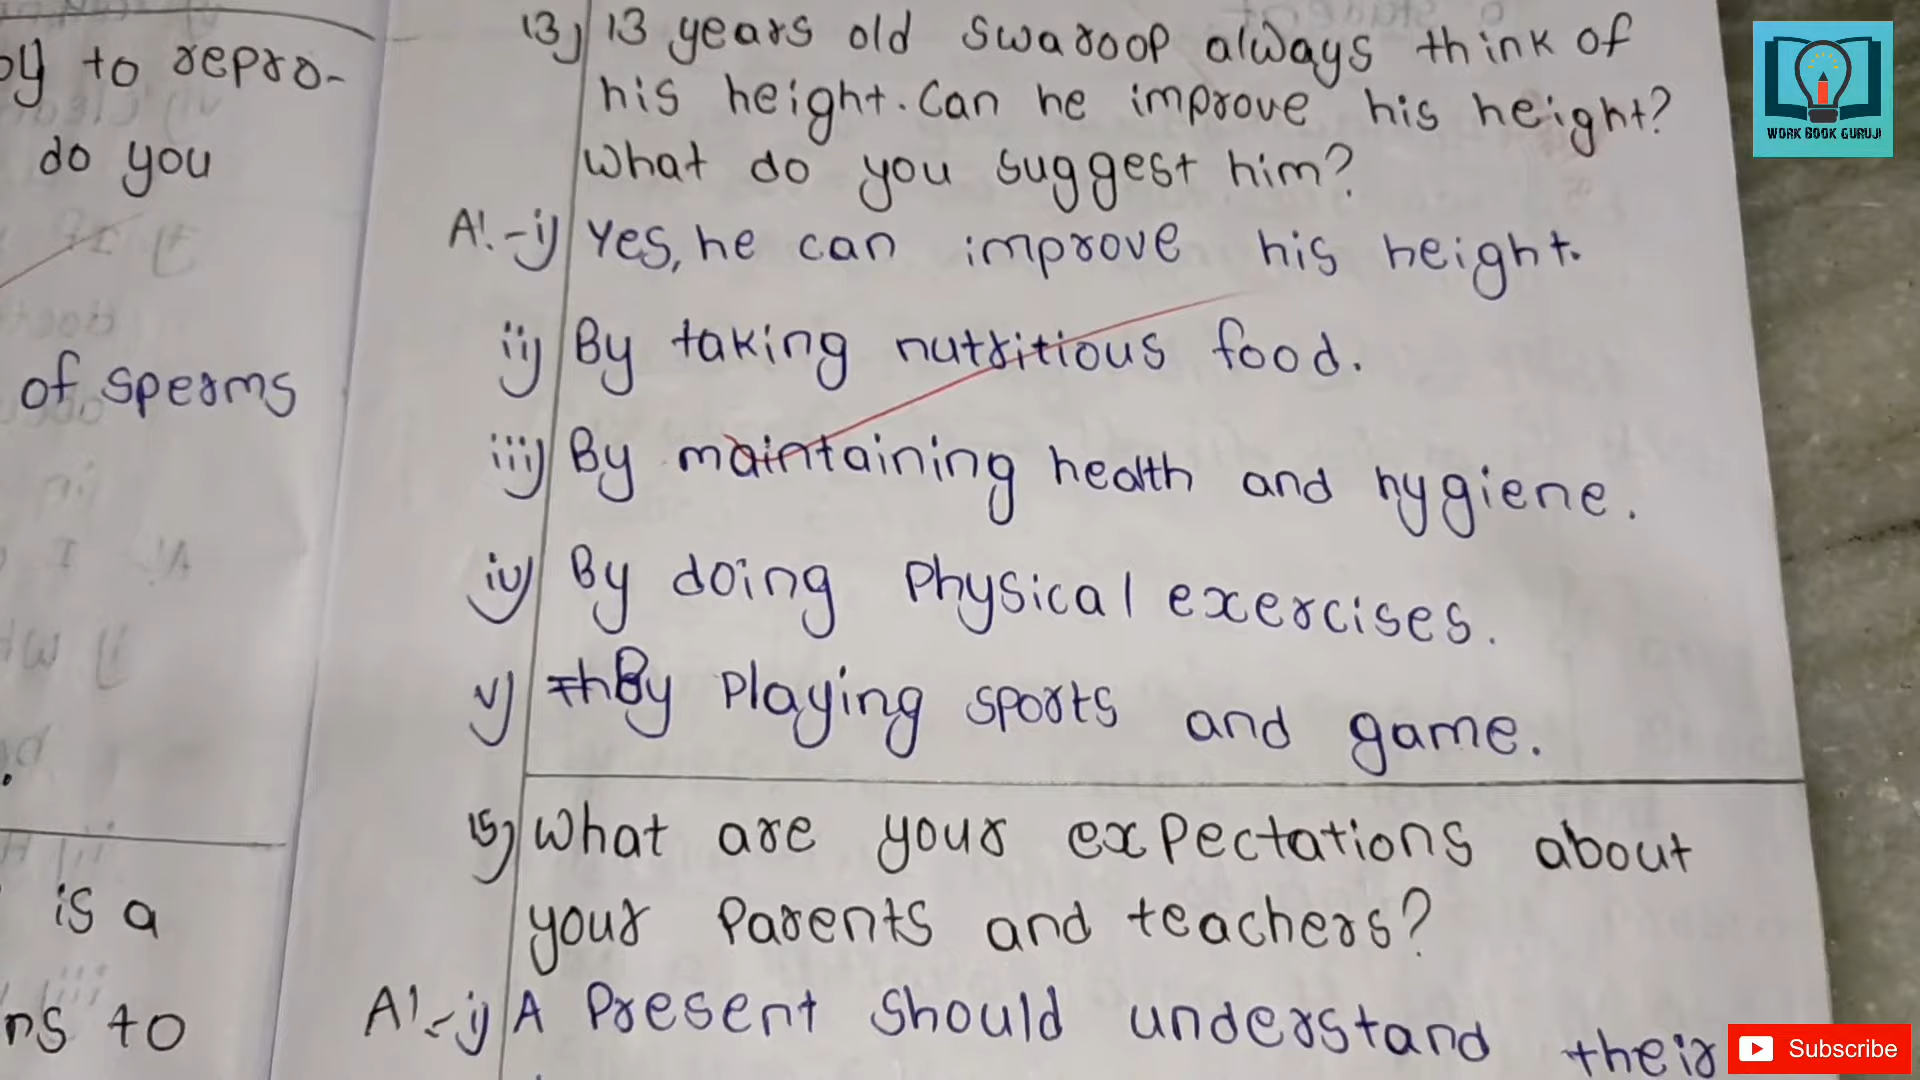 oy to repro-
do you
of sperms
is a
ns to
13) 13 years old swaroop always think of
his height. Can he improve his height?
What do you suggest him?
A:- i) Yes, he can improve his height.
ii) By taking nutritious food.
iii) By maintaining health and hygiene.
iv) By doing Physical exercises.
v) By Playing sports and game.
15) What are your expectations about
your Parents and teachers?
A:- i) A Present should understand their
WORK BOOK GURUJI
Subscribe